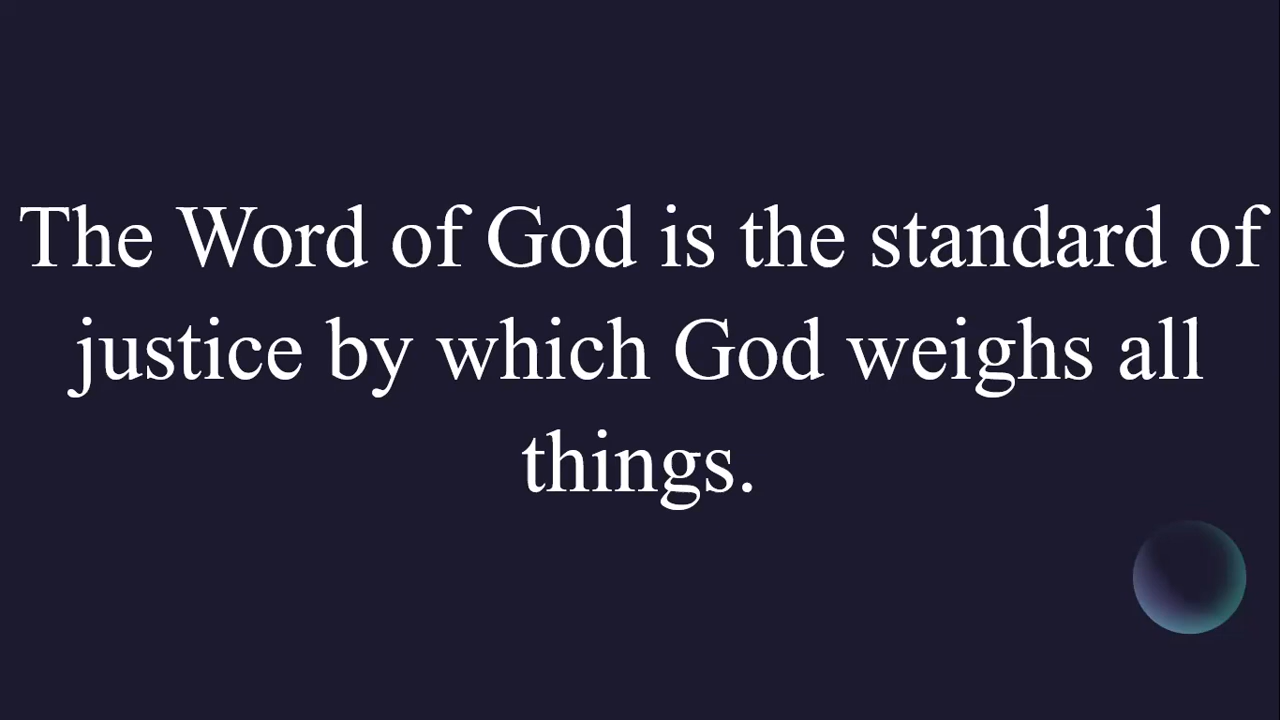 The Word of God is the standard of
justice by which God weighs all
things.